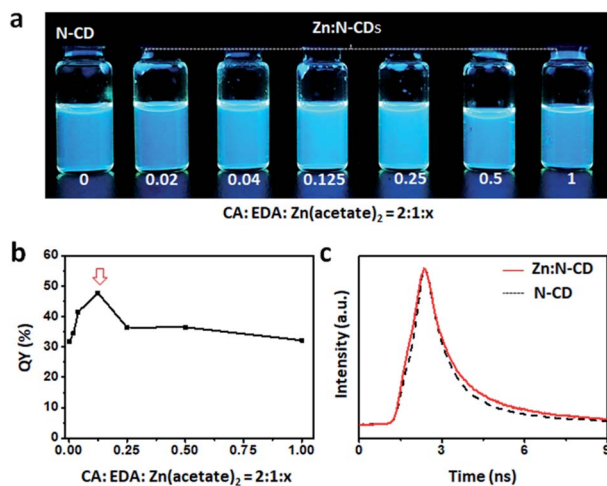 a
N-CD
Zn:N-CDs
0 0.02 0.04 0.125 0.25 0.5 1
CA: EDA: Zn(acetate)₂ = 2:1:x
b
QY (%)
60
50
40
30
20
10
0
0.00 0.25 0.50 0.75 1.00
CA: EDA: Zn(acetate)₂ = 2:1:x
c
Intensity (a.u.)
Zn:N-CD
N-CD
0 3 6 9
Time (ns)